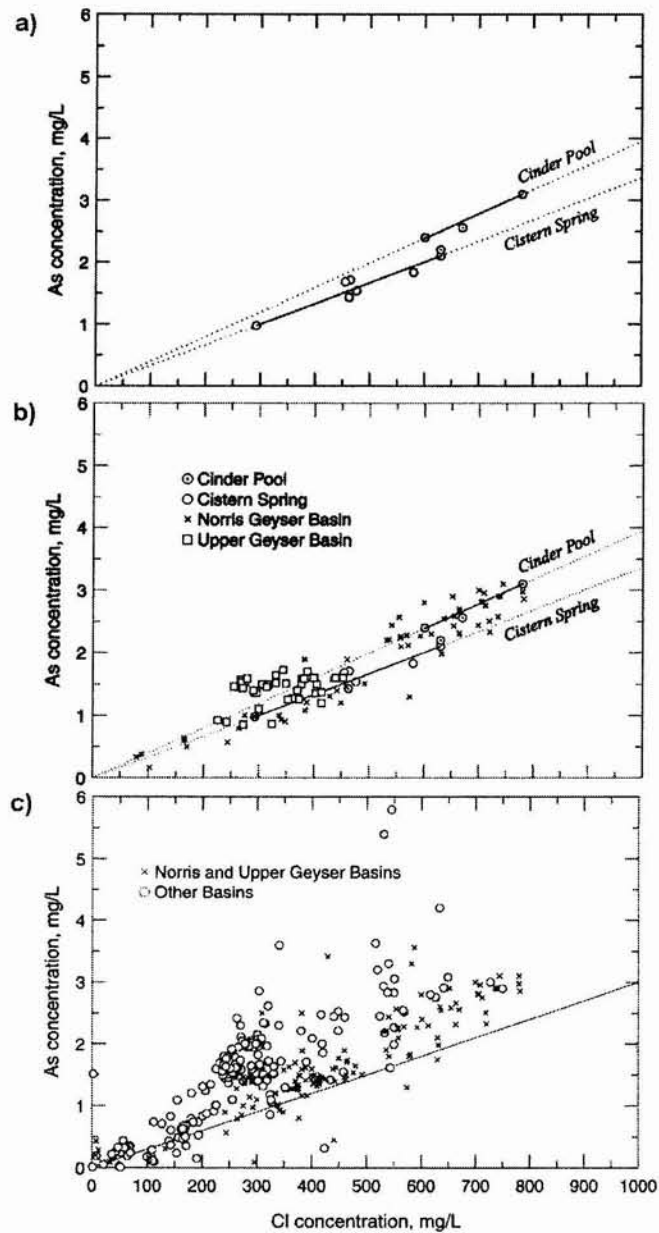 a)
6
5
4
3
2
1
0
As concentration, mg/L
Cinder Pool
Cistern Spring
b)
6
5
4
3
2
1
0
As concentration, mg/L
Cinder Pool
Cistern Spring
Norris Geyser Basin
Upper Geyser Basin
Cinder Pool
Cistern Spring
c)
6
5
4
3
2
1
0
As concentration, mg/L
Norris and Upper Geyser Basins
Other Basins
0 100 200 300 400 500 600 700 800 900 1000
Cl concentration, mg/L